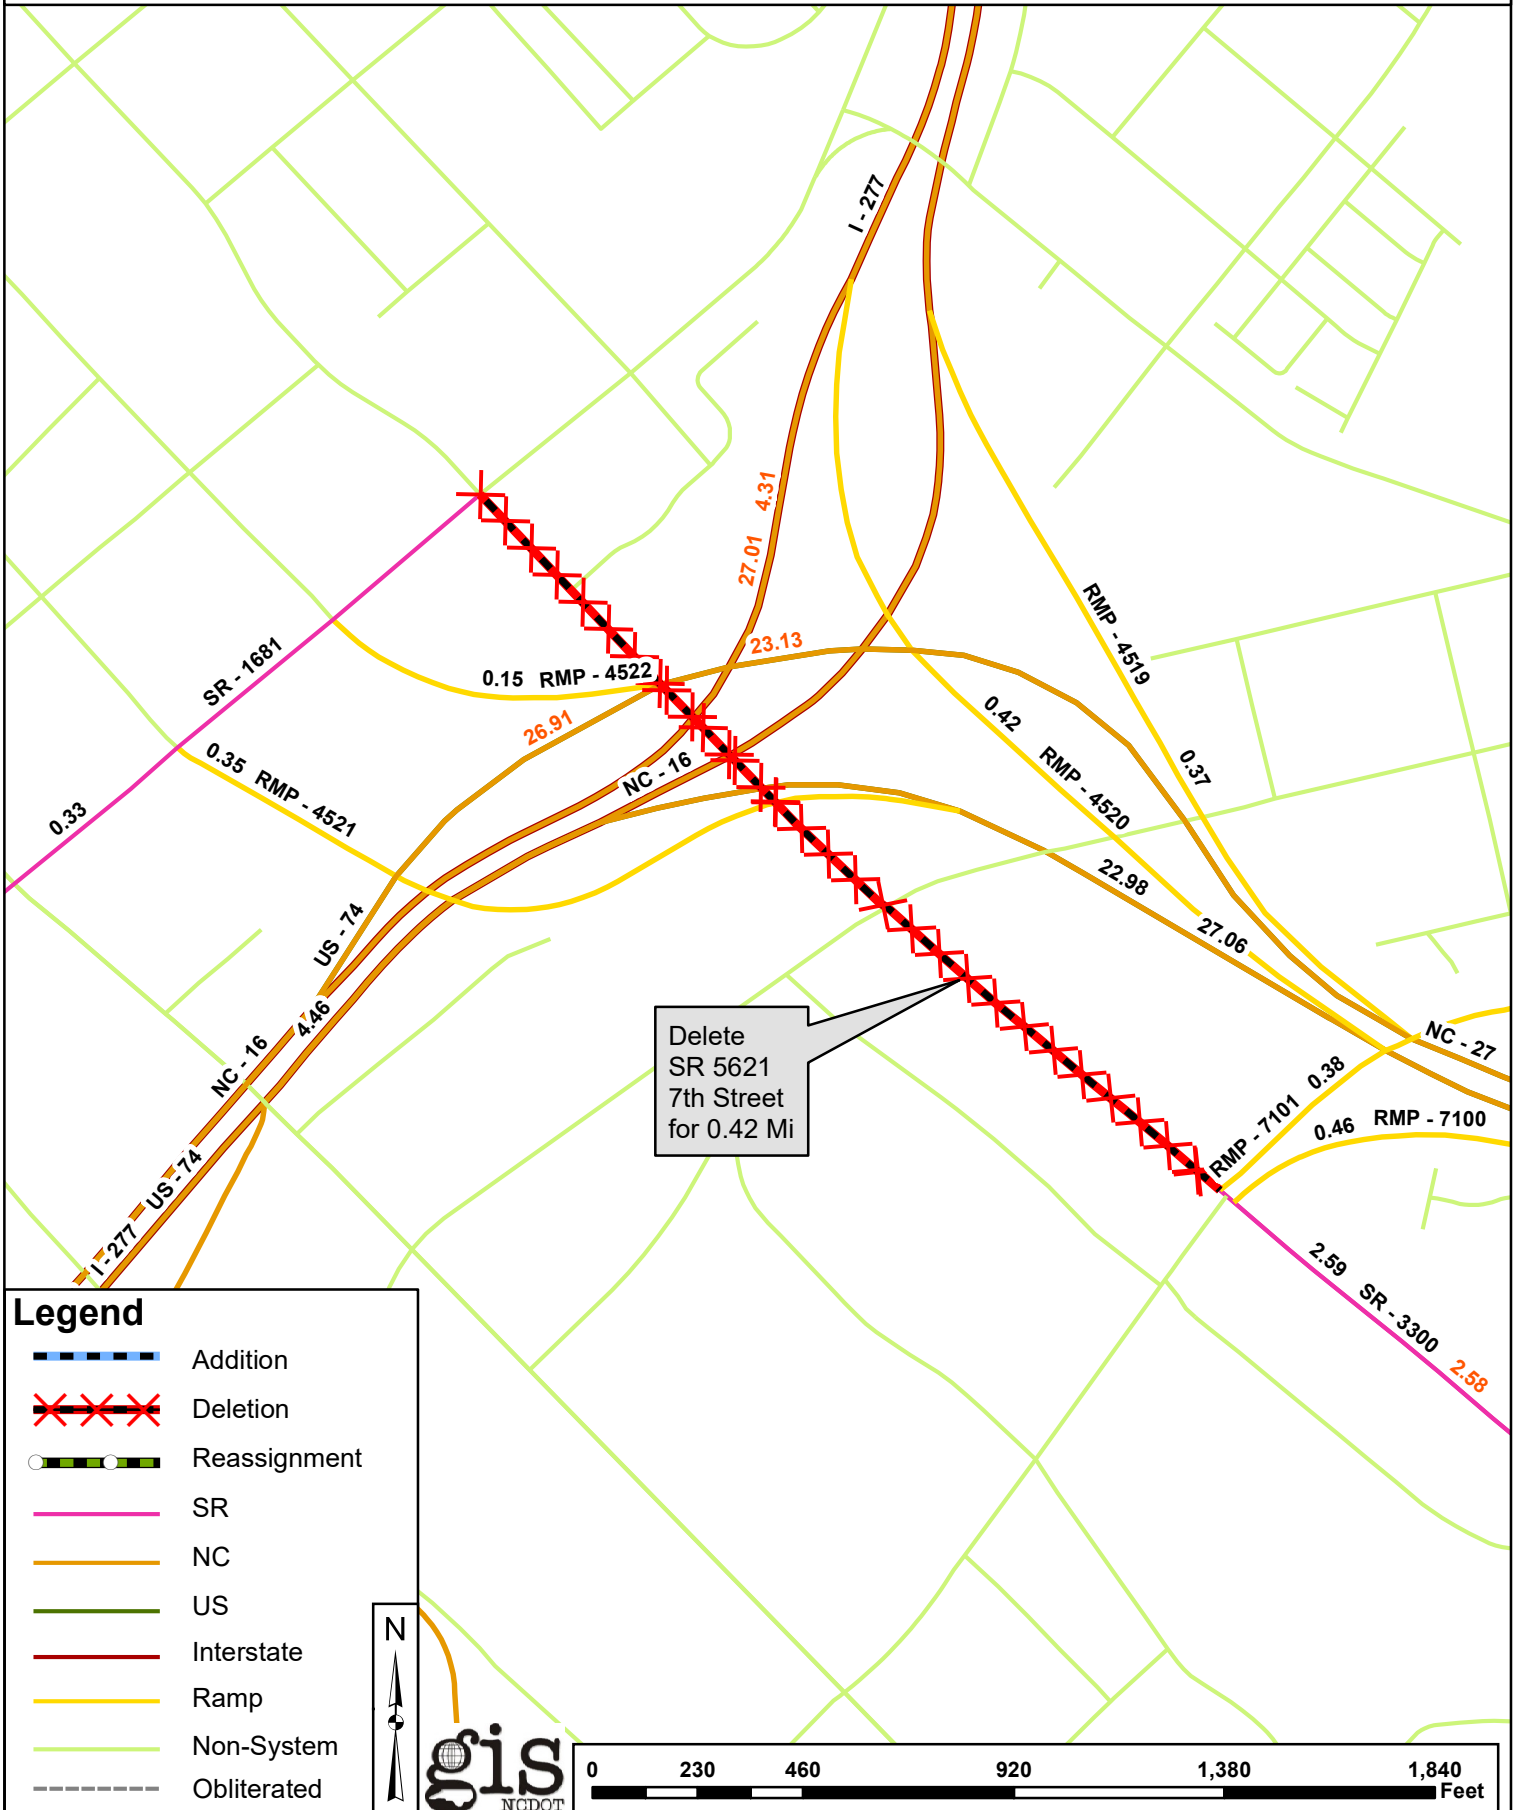 I - 277
4.31
27.01
23.13
RMP - 4519
0.37
SR - 1681
0.33
0.15 RMP - 4522
26.91
0.35 RMP - 4521
NC - 16
0.42
RMP - 4520
22.98
27.06
US - 74
4.46
NC - 16
US - 74
I - 277
NC - 27
0.38
RMP - 7101
0.46 RMP - 7100
2.59 SR - 3300 2.58
Delete
SR 5621
7th Street
for 0.42 Mi
Legend
Addition
Deletion
Reassignment
SR
NC
US
Interstate
Ramp
Non-System
Obliterated
N
gis
NCDOT
0 230 460 920 1,380 1,840
Feet